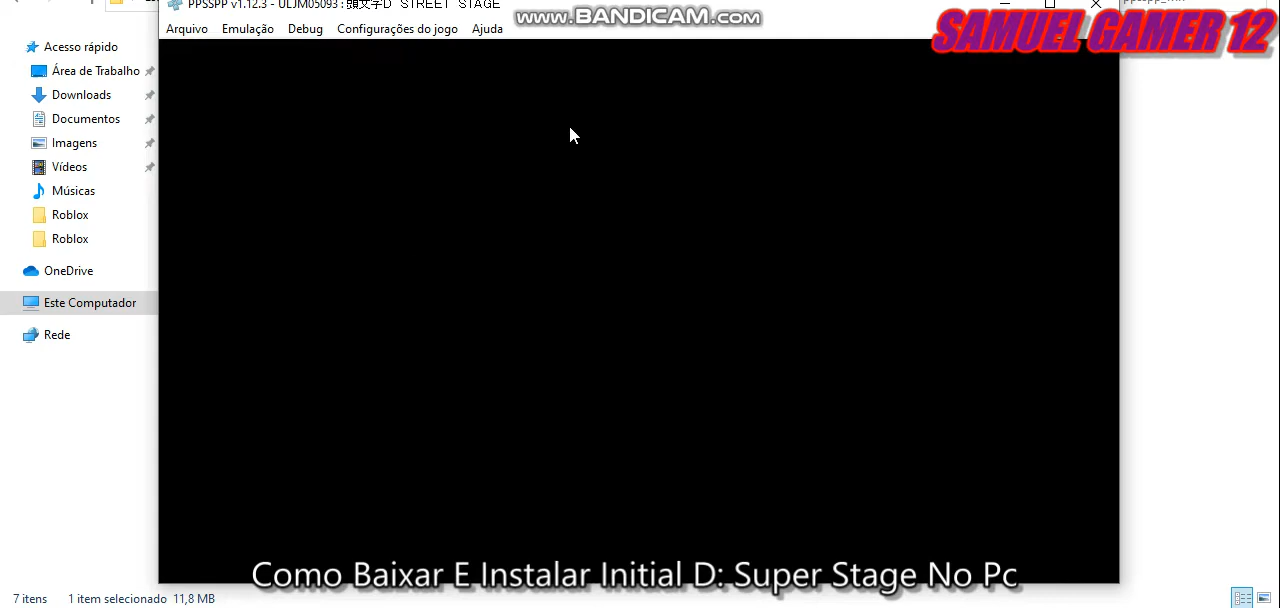 PPSSPP v1.12.3 - ULJM05093 : 頭文字D STREET STAGE
www.BANDICAM.com
SAMUEL GAMER 12
Arquivo Emulação Debug Configurações do jogo Ajuda
Acesso rápido
Área de Trabalho
Downloads
Documentos
Imagens
Vídeos
Músicas
Roblox
Roblox
OneDrive
Este Computador
Rede
Como Baixar E Instalar Initial D: Super Stage No Pc
7 itens 1 item selecionado 11,8 MB